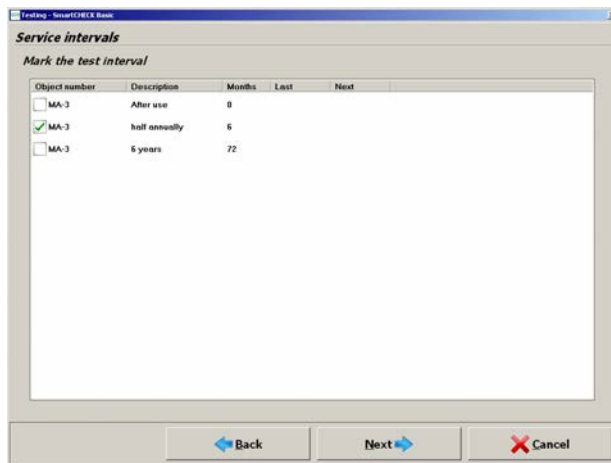 Testing - SmartCHECK Basic
Service intervals
Mark the test interval
Object number Description Months Last Next
MA-3 After use 0
MA-3 half annually 6
MA-3 6 years 72
Back Next Cancel